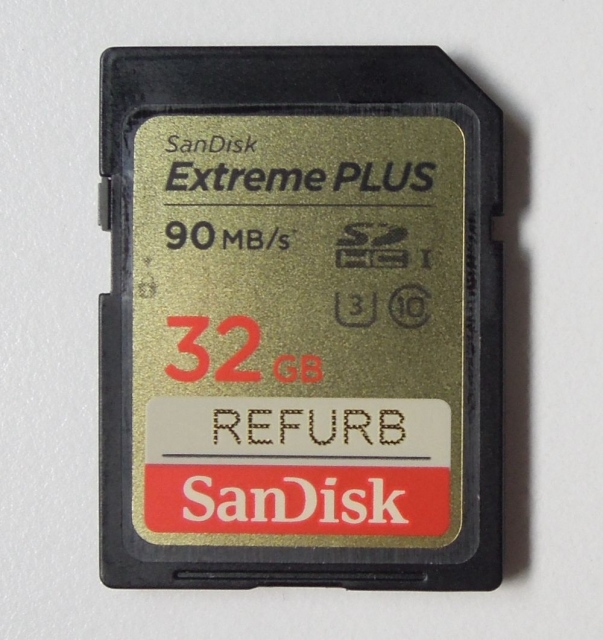 SanDisk
Extreme PLUS
90 MB/s*
SD
HC I
3 10
32 GB
REFURB
SanDisk